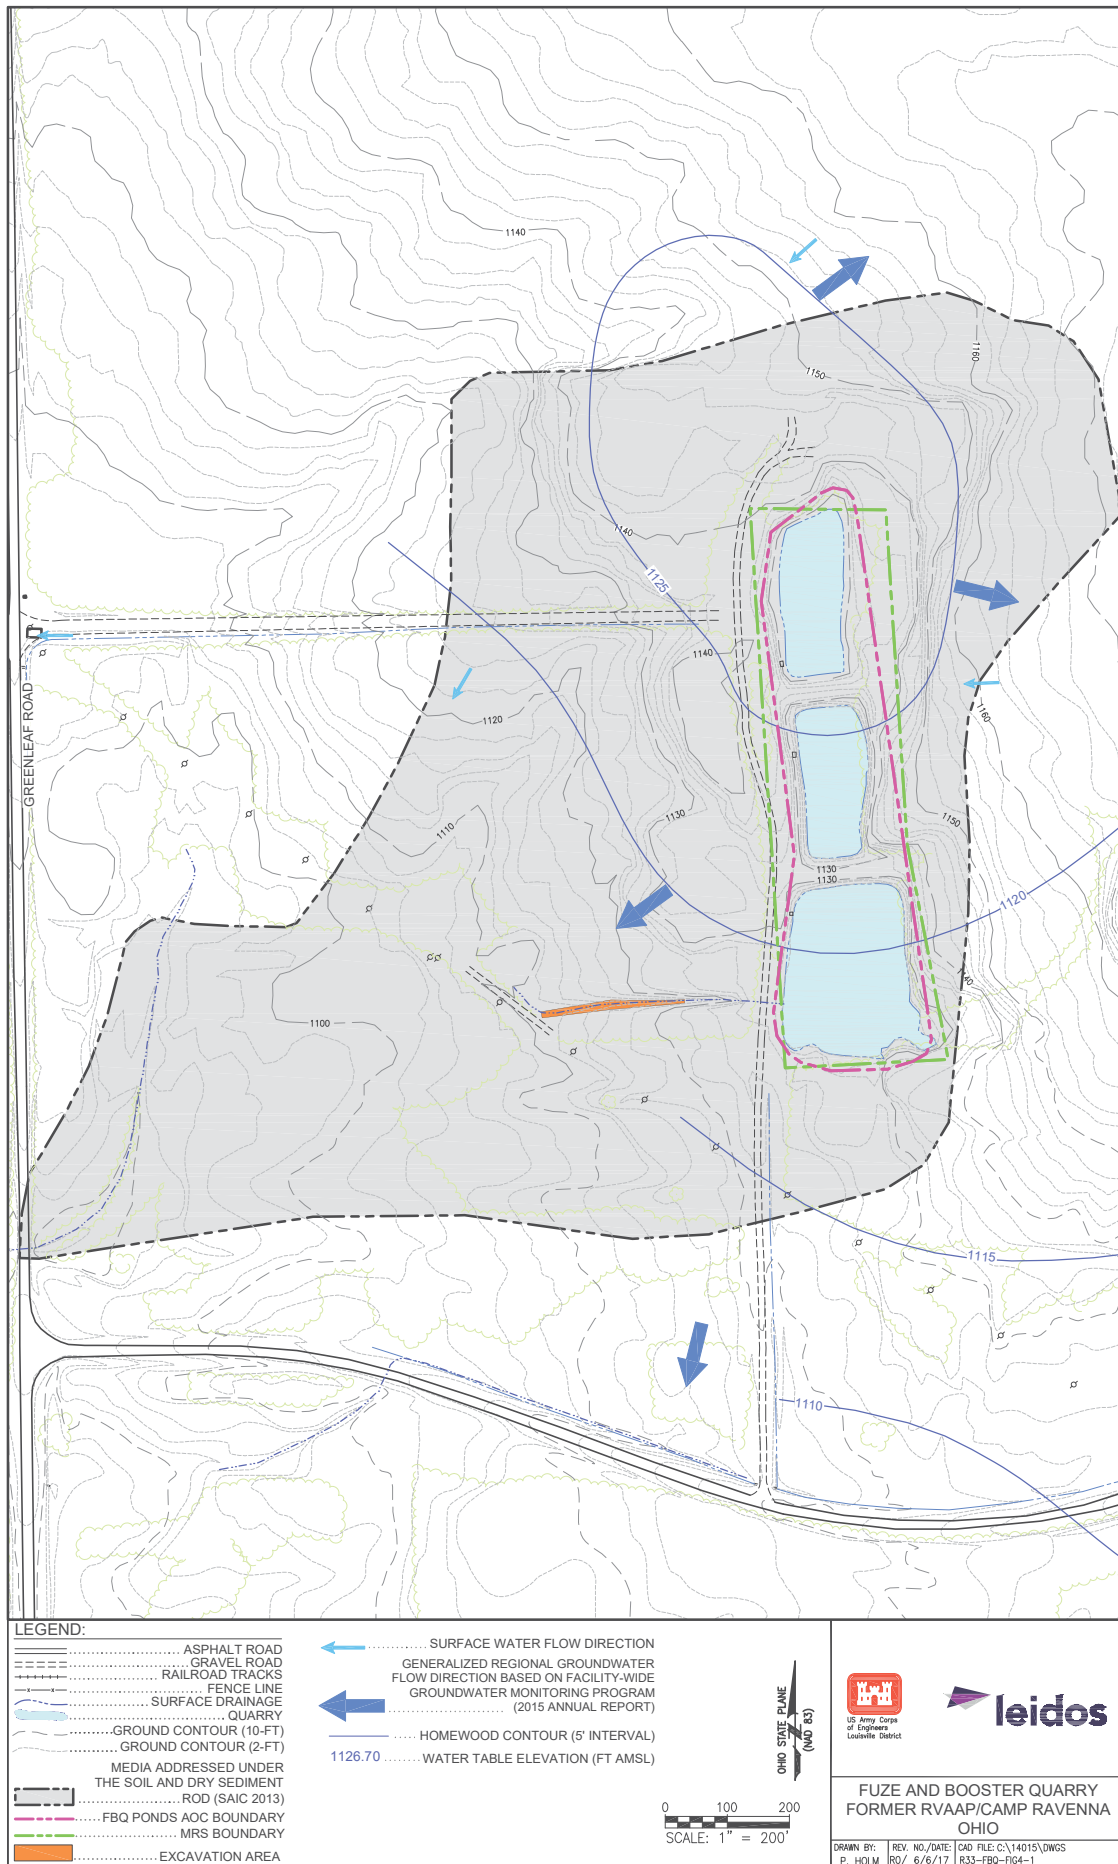 1140
1160
1150
1140
1125
1140
1160
1120
GREENLEAF ROAD
1110
1130
1150
1130
1130
1120
1140
1100
1115
1110
LEGEND:
ASPHALT ROAD
GRAVEL ROAD
RAILROAD TRACKS
FENCE LINE
SURFACE DRAINAGE
QUARRY
GROUND CONTOUR (10-FT)
GROUND CONTOUR (2-FT)
MEDIA ADDRESSED UNDER
THE SOIL AND DRY SEDIMENT
ROD (SAIC 2013)
FBQ PONDS AOC BOUNDARY
MRS BOUNDARY
EXCAVATION AREA
SURFACE WATER FLOW DIRECTION
GENERALIZED REGIONAL GROUNDWATER
FLOW DIRECTION BASED ON FACILITY-WIDE
GROUNDWATER MONITORING PROGRAM
(2015 ANNUAL REPORT)
HOMEWOOD CONTOUR (5' INTERVAL)
1126.70 WATER TABLE ELEVATION (FT AMSL)
OHIO STATE PLANE
(NAD 83)
0 100 200
SCALE: 1" = 200'
US Army Corps
of Engineers
Louisville District
leidos
FUZE AND BOOSTER QUARRY
FORMER RVAAP/CAMP RAVENNA
OHIO
DRAWN BY:
P. HOLM
REV. NO./DATE:
R0/ 6/6/17
CAD FILE: C:\14015\DWGS
R33-FBQ-FIG4-1